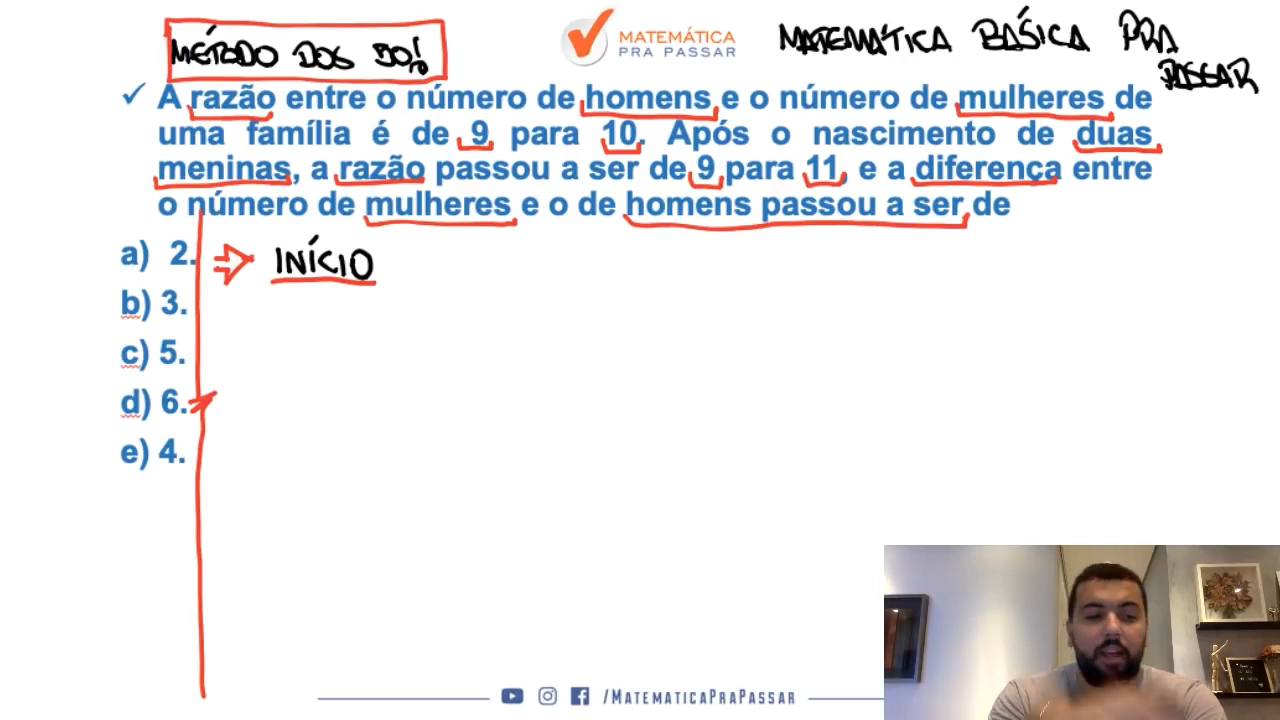 MÉTODO DOS 50!
MATEMÁTICA
PRA PASSAR
MATEMÁTICA BÁSICA PRA
PASSAR
✓ A razão entre o número de homens e o número de mulheres de
uma família é de 9 para 10. Após o nascimento de duas
meninas, a razão passou a ser de 9 para 11, e a diferença entre
o número de mulheres e o de homens passou a ser de
a) 2.
INÍCIO
b) 3.
c) 5.
d) 6.
e) 4.
/MATEMATICAPRAPASSAR